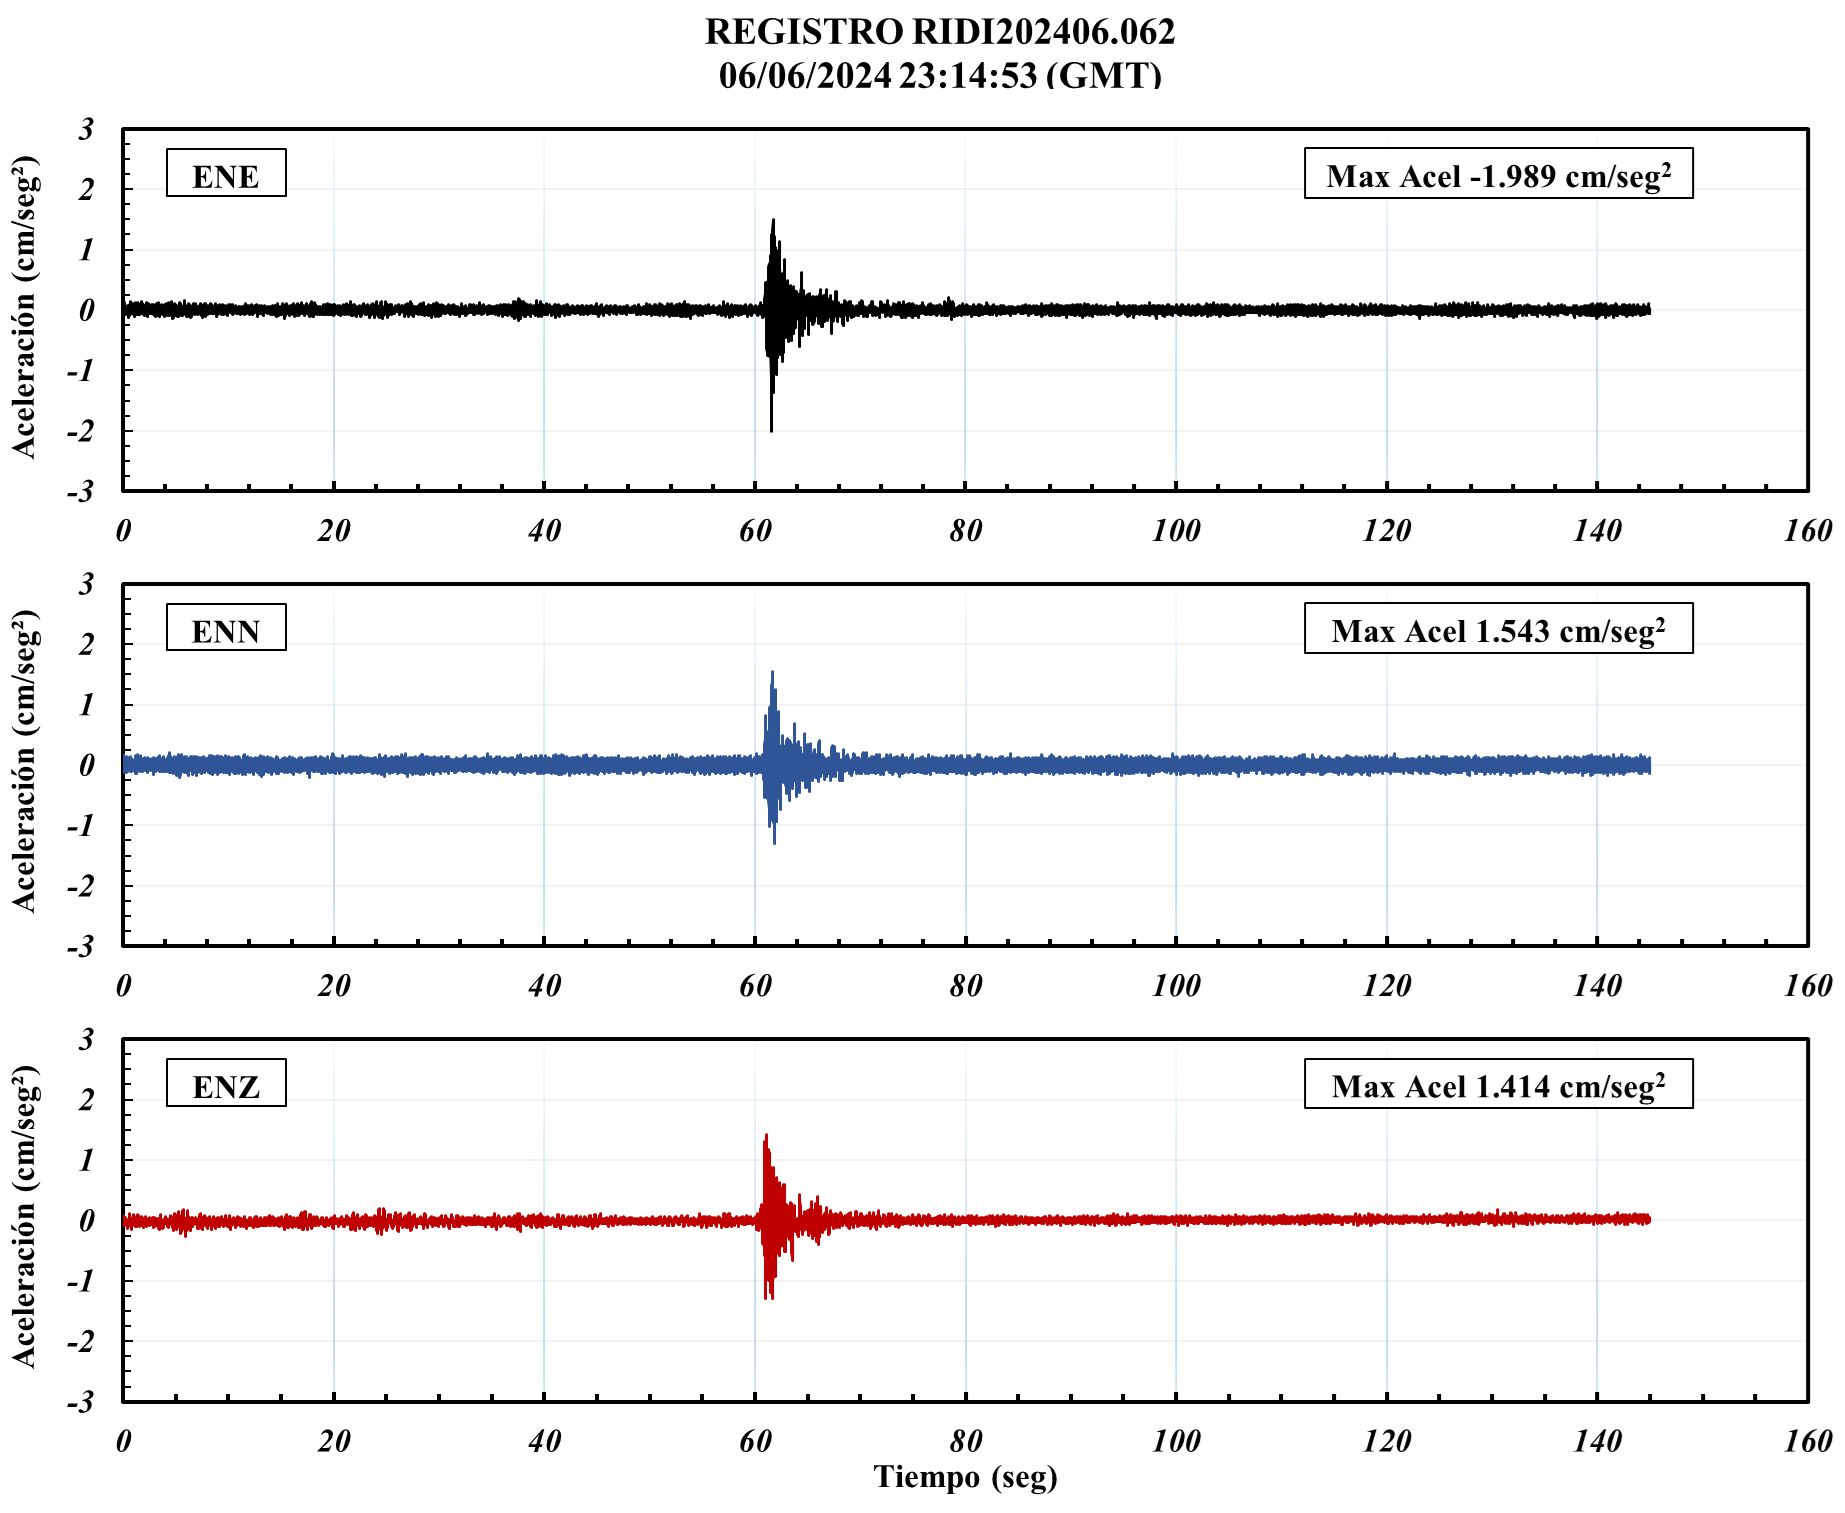 REGISTRO RIDI202406.062
06/06/2024 23:14:53 (GMT)
Aceleración (cm/seg²)
3
2
1
0
-1
-2
-3
ENE
Max Acel -1.989 cm/seg²
0 20 40 60 80 100 120 140 160
Aceleración (cm/seg²)
3
2
1
0
-1
-2
-3
ENN
Max Acel 1.543 cm/seg²
0 20 40 60 80 100 120 140 160
Aceleración (cm/seg²)
3
2
1
0
-1
-2
-3
ENZ
Max Acel 1.414 cm/seg²
0 20 40 60 80 100 120 140 160
Tiempo (seg)